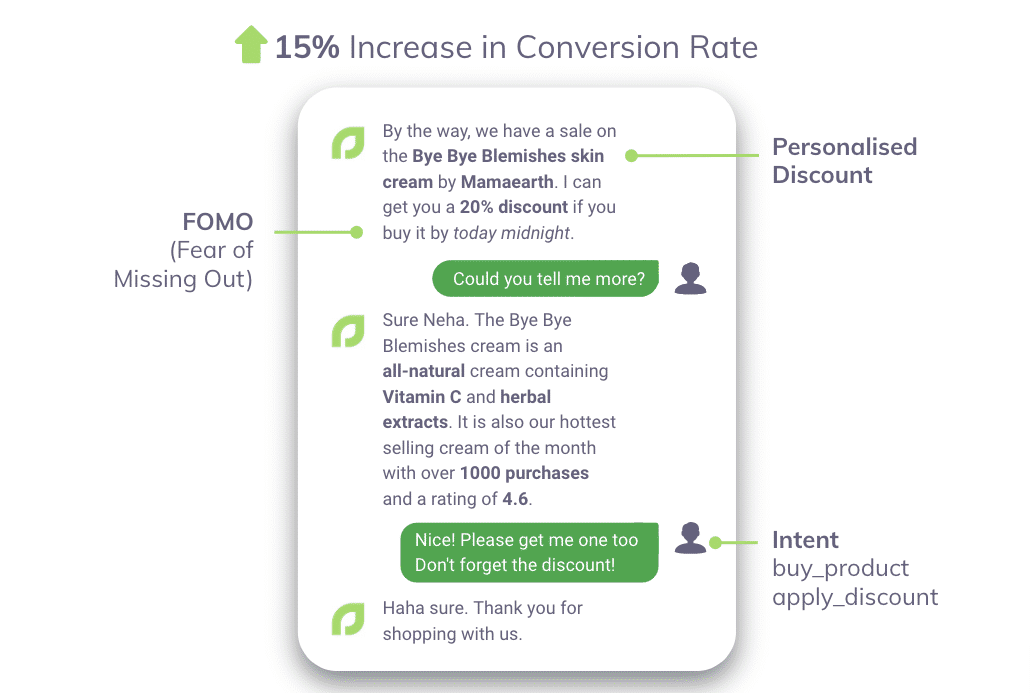 15% Increase in Conversion Rate
By the way, we have a sale on
the Bye Bye Blemishes skin
cream by Mamaearth. I can
get you a 20% discount if you
buy it by today midnight.
Personalised
Discount
FOMO
(Fear of
Missing Out)
Could you tell me more?
Sure Neha. The Bye Bye
Blemishes cream is an
all-natural cream containing
Vitamin C and herbal
extracts. It is also our hottest
selling cream of the month
with over 1000 purchases
and a rating of 4.6.
Nice! Please get me one too
Don't forget the discount!
Intent
buy_product
apply_discount
Haha sure. Thank you for
shopping with us.